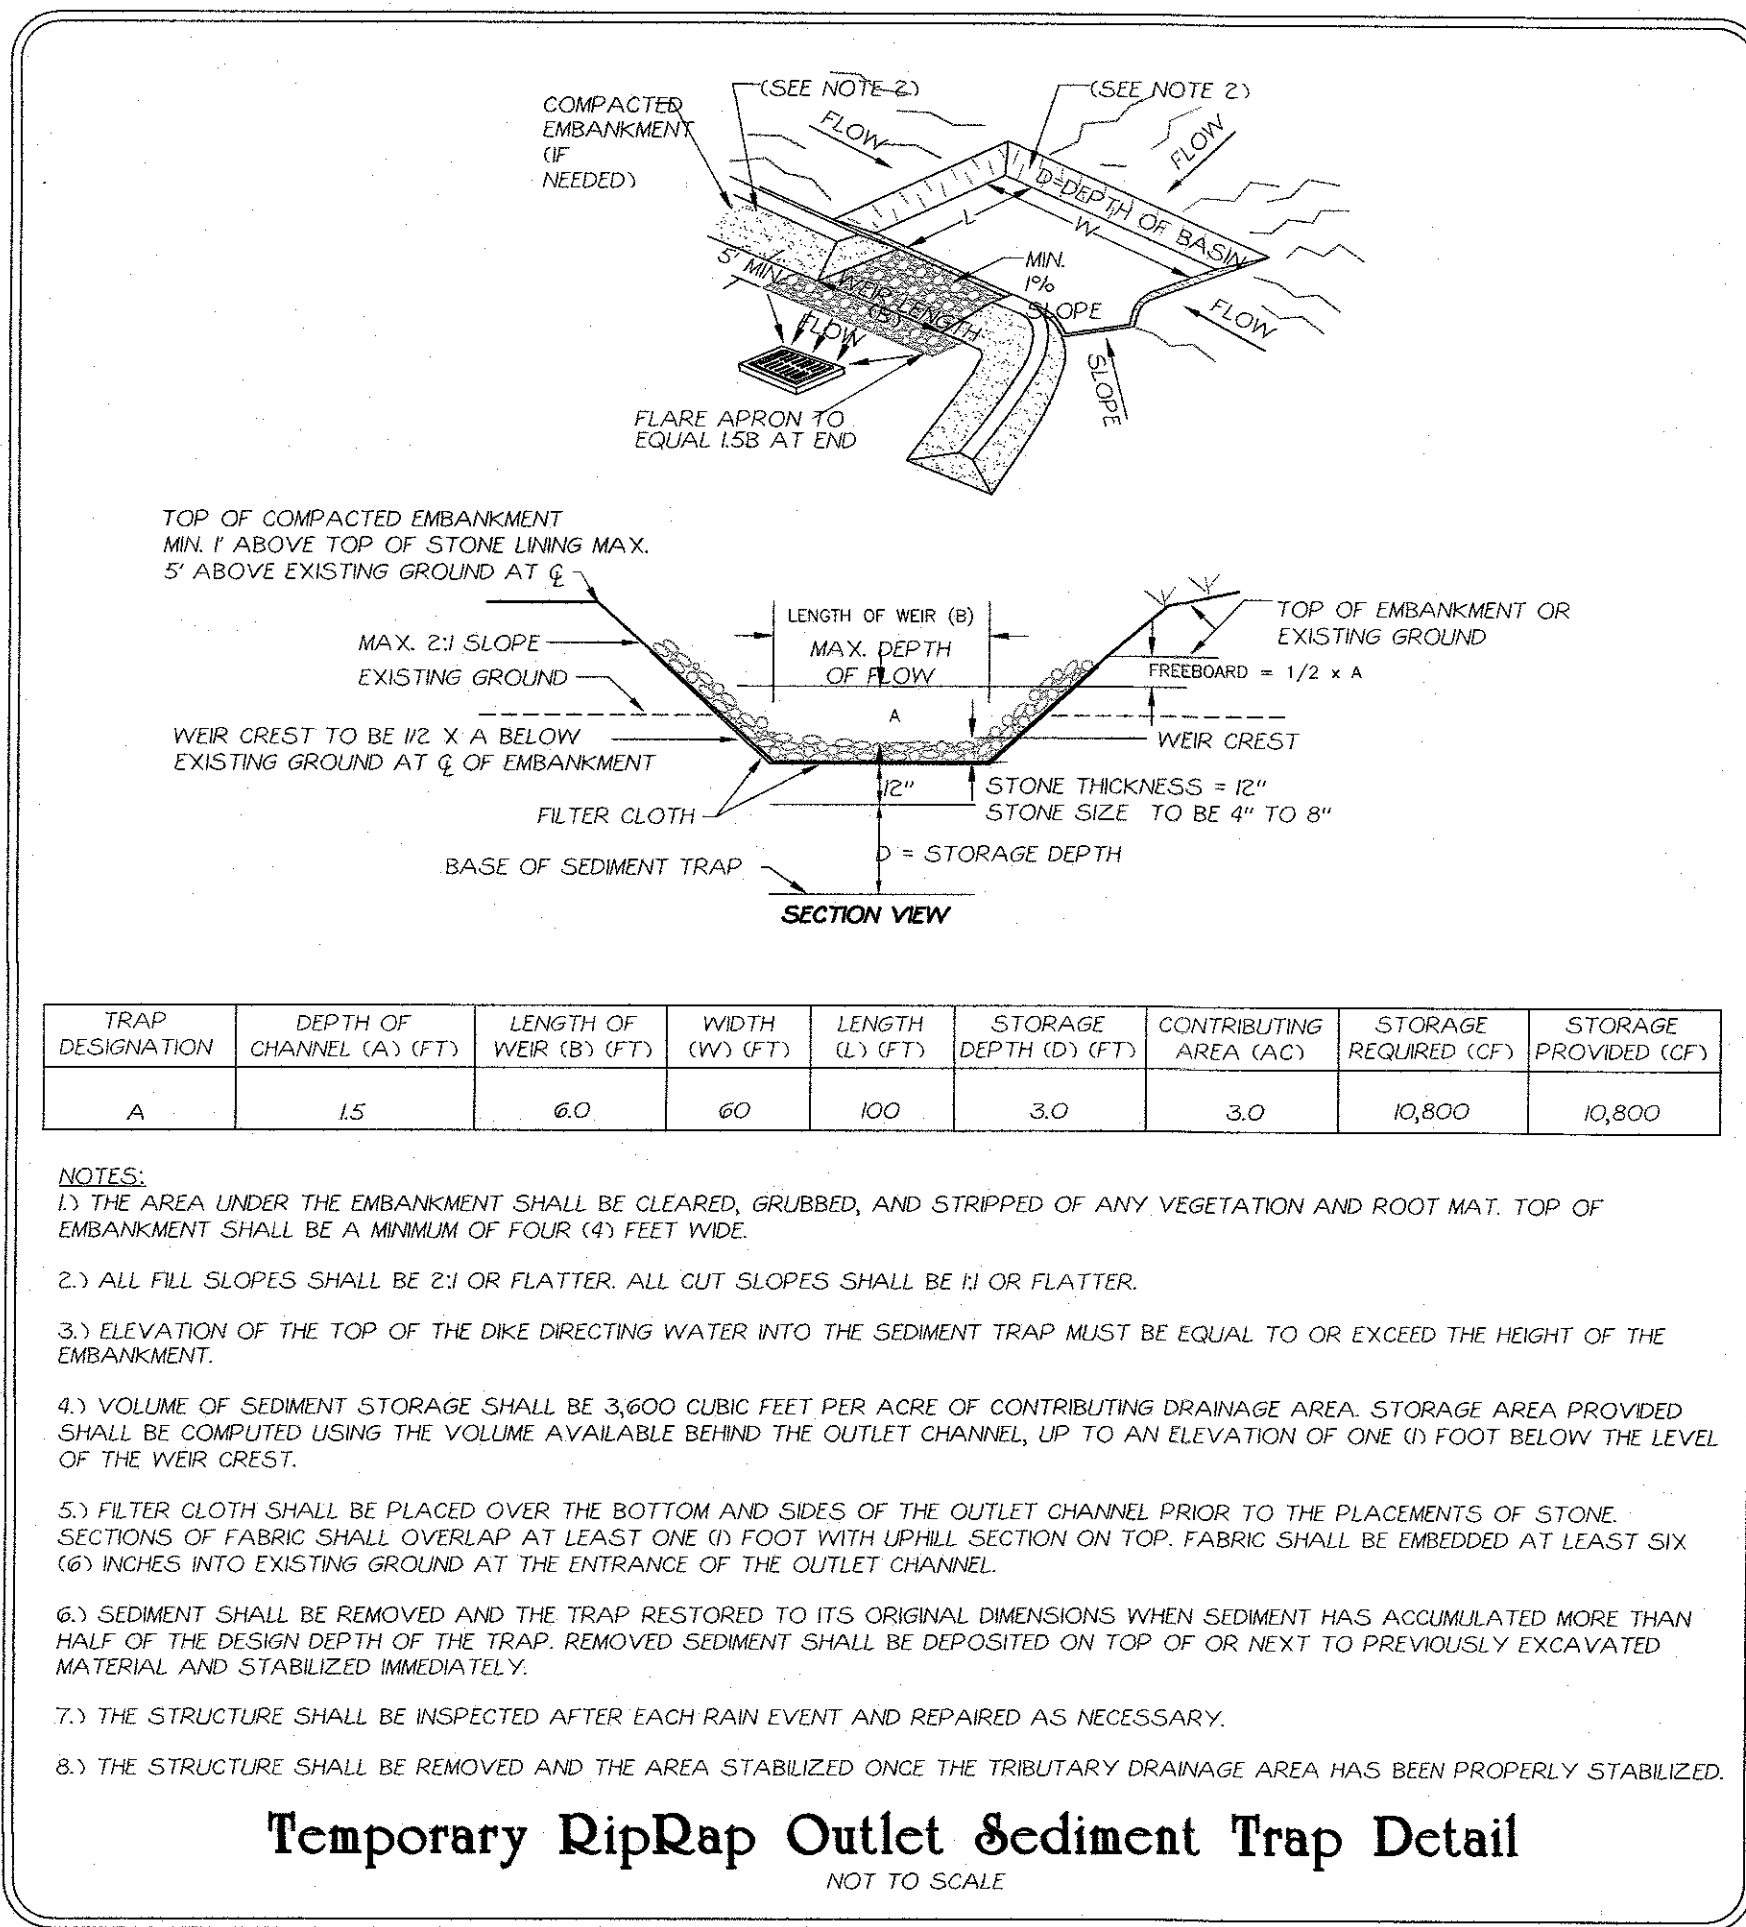 COMPACTED
EMBANKMENT
(IF
NEEDED)
(SEE NOTE 2)
(SEE NOTE 2)
FLOW
FLOW
D=DEPTH OF BASIN
L
W
5' MIN.
WEIR LENGTH
(B)
MIN.
1%
SLOPE
FLOW
FLOW
SLOPE
FLARE APRON TO
EQUAL 1.5B AT END
TOP OF COMPACTED EMBANKMENT
MIN. 1' ABOVE TOP OF STONE LINING MAX.
5' ABOVE EXISTING GROUND AT ℄
MAX. 2:1 SLOPE
EXISTING GROUND
WEIR CREST TO BE 1/2 X A BELOW
EXISTING GROUND AT ℄ OF EMBANKMENT
FILTER CLOTH
BASE OF SEDIMENT TRAP
LENGTH OF WEIR (B)
MAX. DEPTH
OF FLOW
A
12"
D = STORAGE DEPTH
TOP OF EMBANKMENT OR
EXISTING GROUND
FREEBOARD = 1/2 x A
WEIR CREST
STONE THICKNESS = 12"
STONE SIZE TO BE 4" TO 8"
SECTION VIEW
TRAP DESIGNATION DEPTH OF CHANNEL (A) (FT) LENGTH OF WEIR (B) (FT) WIDTH (W) (FT) LENGTH (L) (FT) STORAGE DEPTH (D) (FT) CONTRIBUTING AREA (AC) STORAGE REQUIRED (CF) STORAGE PROVIDED (CF)
A 1.5 6.0 60 100 3.0 3.0 10,800 10,800
NOTES:
1.) THE AREA UNDER THE EMBANKMENT SHALL BE CLEARED, GRUBBED, AND STRIPPED OF ANY VEGETATION AND ROOT MAT. TOP OF
EMBANKMENT SHALL BE A MINIMUM OF FOUR (4) FEET WIDE.
2.) ALL FILL SLOPES SHALL BE 2:1 OR FLATTER. ALL CUT SLOPES SHALL BE 1:1 OR FLATTER.
3.) ELEVATION OF THE TOP OF THE DIKE DIRECTING WATER INTO THE SEDIMENT TRAP MUST BE EQUAL TO OR EXCEED THE HEIGHT OF THE
EMBANKMENT.
4.) VOLUME OF SEDIMENT STORAGE SHALL BE 3,600 CUBIC FEET PER ACRE OF CONTRIBUTING DRAINAGE AREA. STORAGE AREA PROVIDED
SHALL BE COMPUTED USING THE VOLUME AVAILABLE BEHIND THE OUTLET CHANNEL, UP TO AN ELEVATION OF ONE (1) FOOT BELOW THE LEVEL
OF THE WEIR CREST.
5.) FILTER CLOTH SHALL BE PLACED OVER THE BOTTOM AND SIDES OF THE OUTLET CHANNEL PRIOR TO THE PLACEMENTS OF STONE.
SECTIONS OF FABRIC SHALL OVERLAP AT LEAST ONE (1) FOOT WITH UPHILL SECTION ON TOP. FABRIC SHALL BE EMBEDDED AT LEAST SIX
(6) INCHES INTO EXISTING GROUND AT THE ENTRANCE OF THE OUTLET CHANNEL.
6.) SEDIMENT SHALL BE REMOVED AND THE TRAP RESTORED TO ITS ORIGINAL DIMENSIONS WHEN SEDIMENT HAS ACCUMULATED MORE THAN
HALF OF THE DESIGN DEPTH OF THE TRAP. REMOVED SEDIMENT SHALL BE DEPOSITED ON TOP OF OR NEXT TO PREVIOUSLY EXCAVATED
MATERIAL AND STABILIZED IMMEDIATELY.
7.) THE STRUCTURE SHALL BE INSPECTED AFTER EACH RAIN EVENT AND REPAIRED AS NECESSARY.
8.) THE STRUCTURE SHALL BE REMOVED AND THE AREA STABILIZED ONCE THE TRIBUTARY DRAINAGE AREA HAS BEEN PROPERLY STABILIZED.
Temporary RipRap Outlet Sediment Trap Detail
NOT TO SCALE